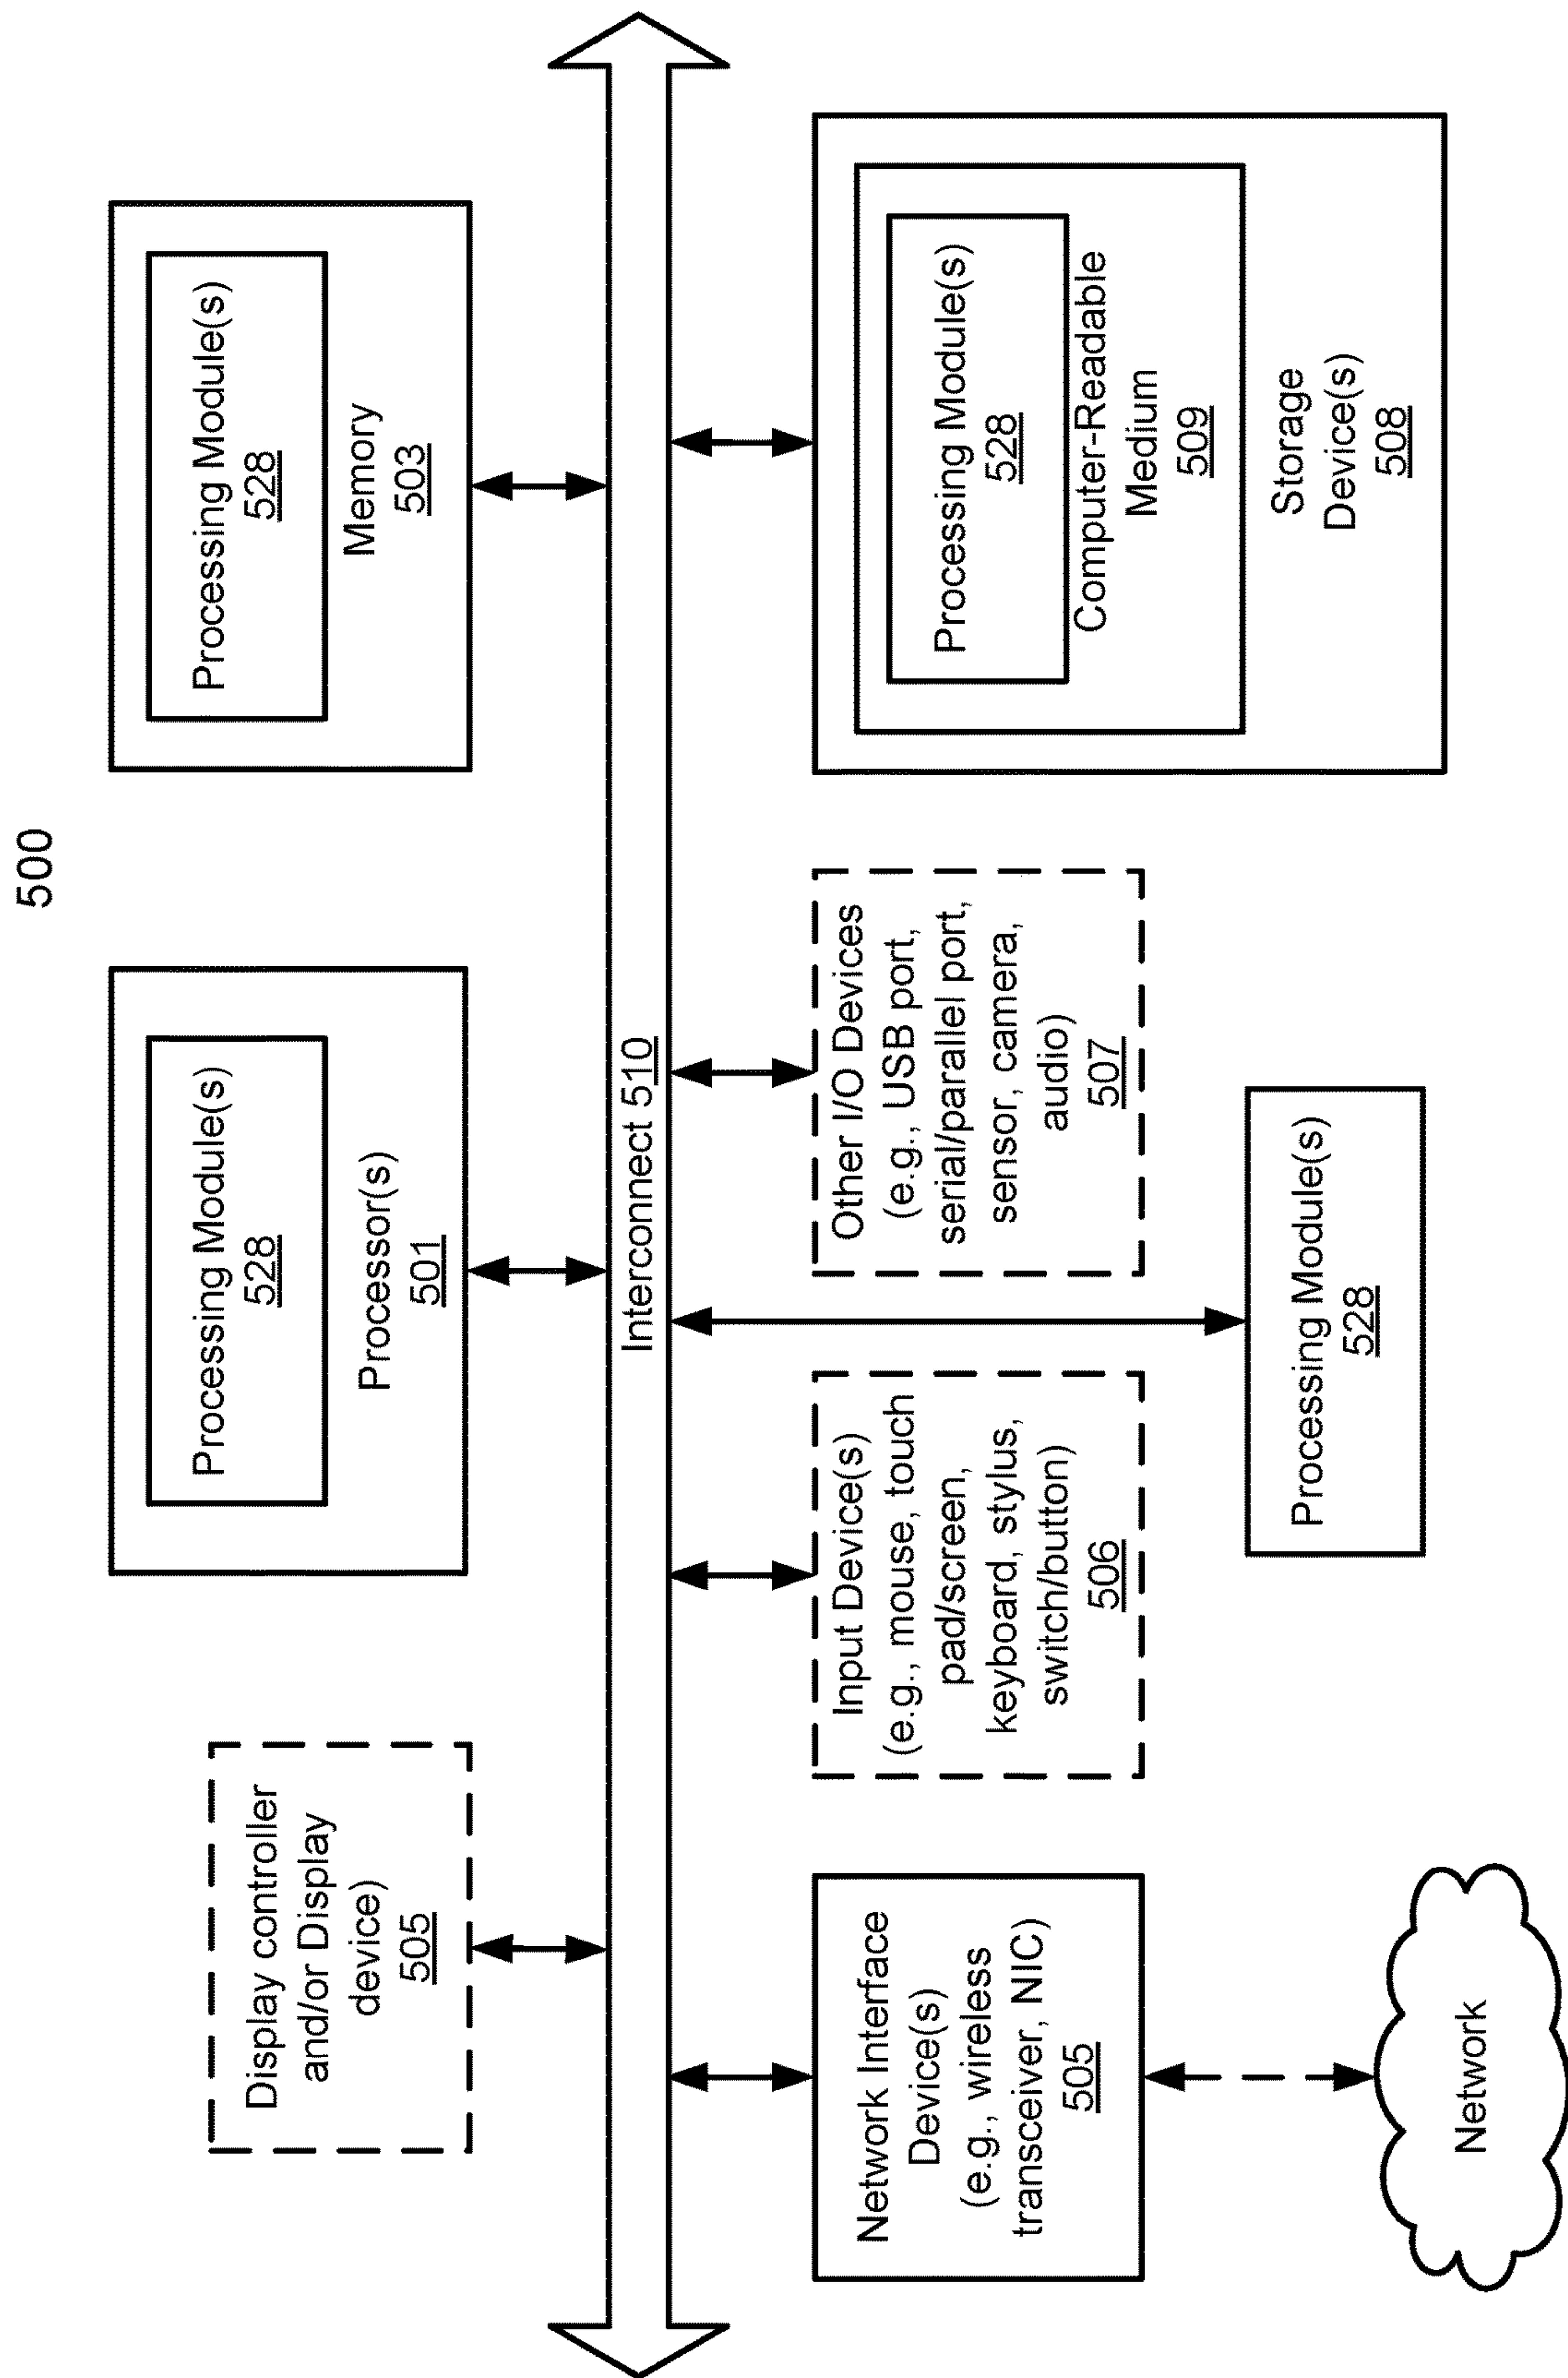 500
Display controller
and/or Display
device)
505
Processing Module(s)
528
Processor(s)
501
Processing Module(s)
528
Memory
503
Interconnect 510
Network Interface
Device(s)
(e.g., wireless
transceiver, NIC)
505
Input Device(s)
(e.g., mouse, touch
pad/screen,
keyboard, stylus,
switch/button)
506
Other I/O Devices
(e.g., USB port,
serial/parallel port,
sensor, camera,
audio)
507
Processing Module(s)
528
Computer-Readable
Medium
509
Storage
Device(s)
508
Network
Processing Module(s)
528